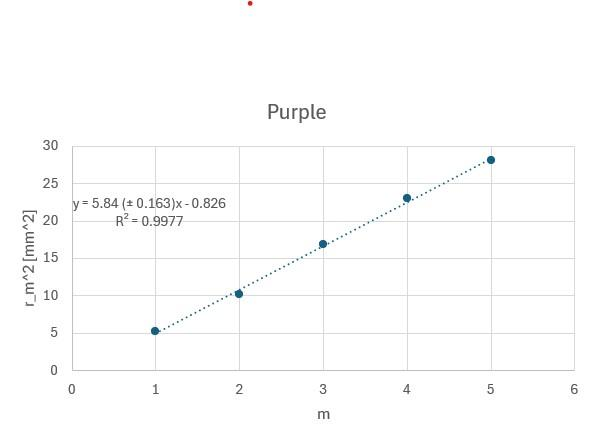 Purple
30
25
y = 5.84 (± 0.163)x - 0.826
R² = 0.9977
20
15
10
5
0
r_m^2 [mm^2]
0 1 2 3 4 5 6
m